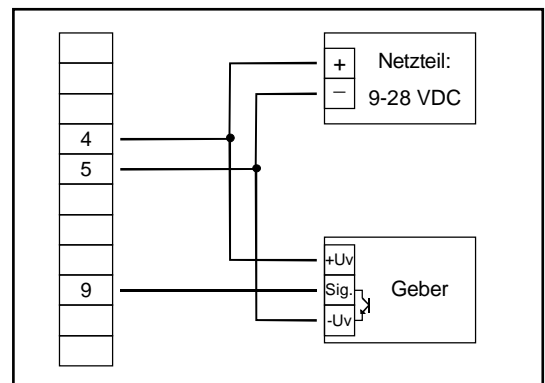 +
Netzteil:
–
9-28 VDC
4
5
+Uv
9
Sig.
Geber
-Uv